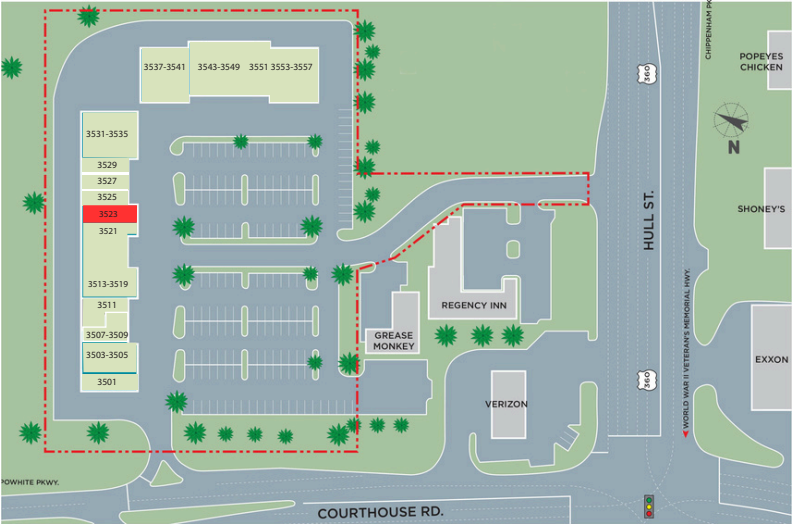 CHIPPENHAM PK
3537-3541
3543-3549
3551
3553-3557
POPEYES
CHICKEN
360
N
3531-3535
3529
3527
3525
3523
3521
3513-3519
3511
3507-3509
3503-3505
3501
SHONEY'S
HULL ST.
WORLD WAR II VETERAN'S MEMORIAL HWY.
REGENCY INN
GREASE
MONKEY
EXXON
360
VERIZON
POWHITE PKWY.
COURTHOUSE RD.